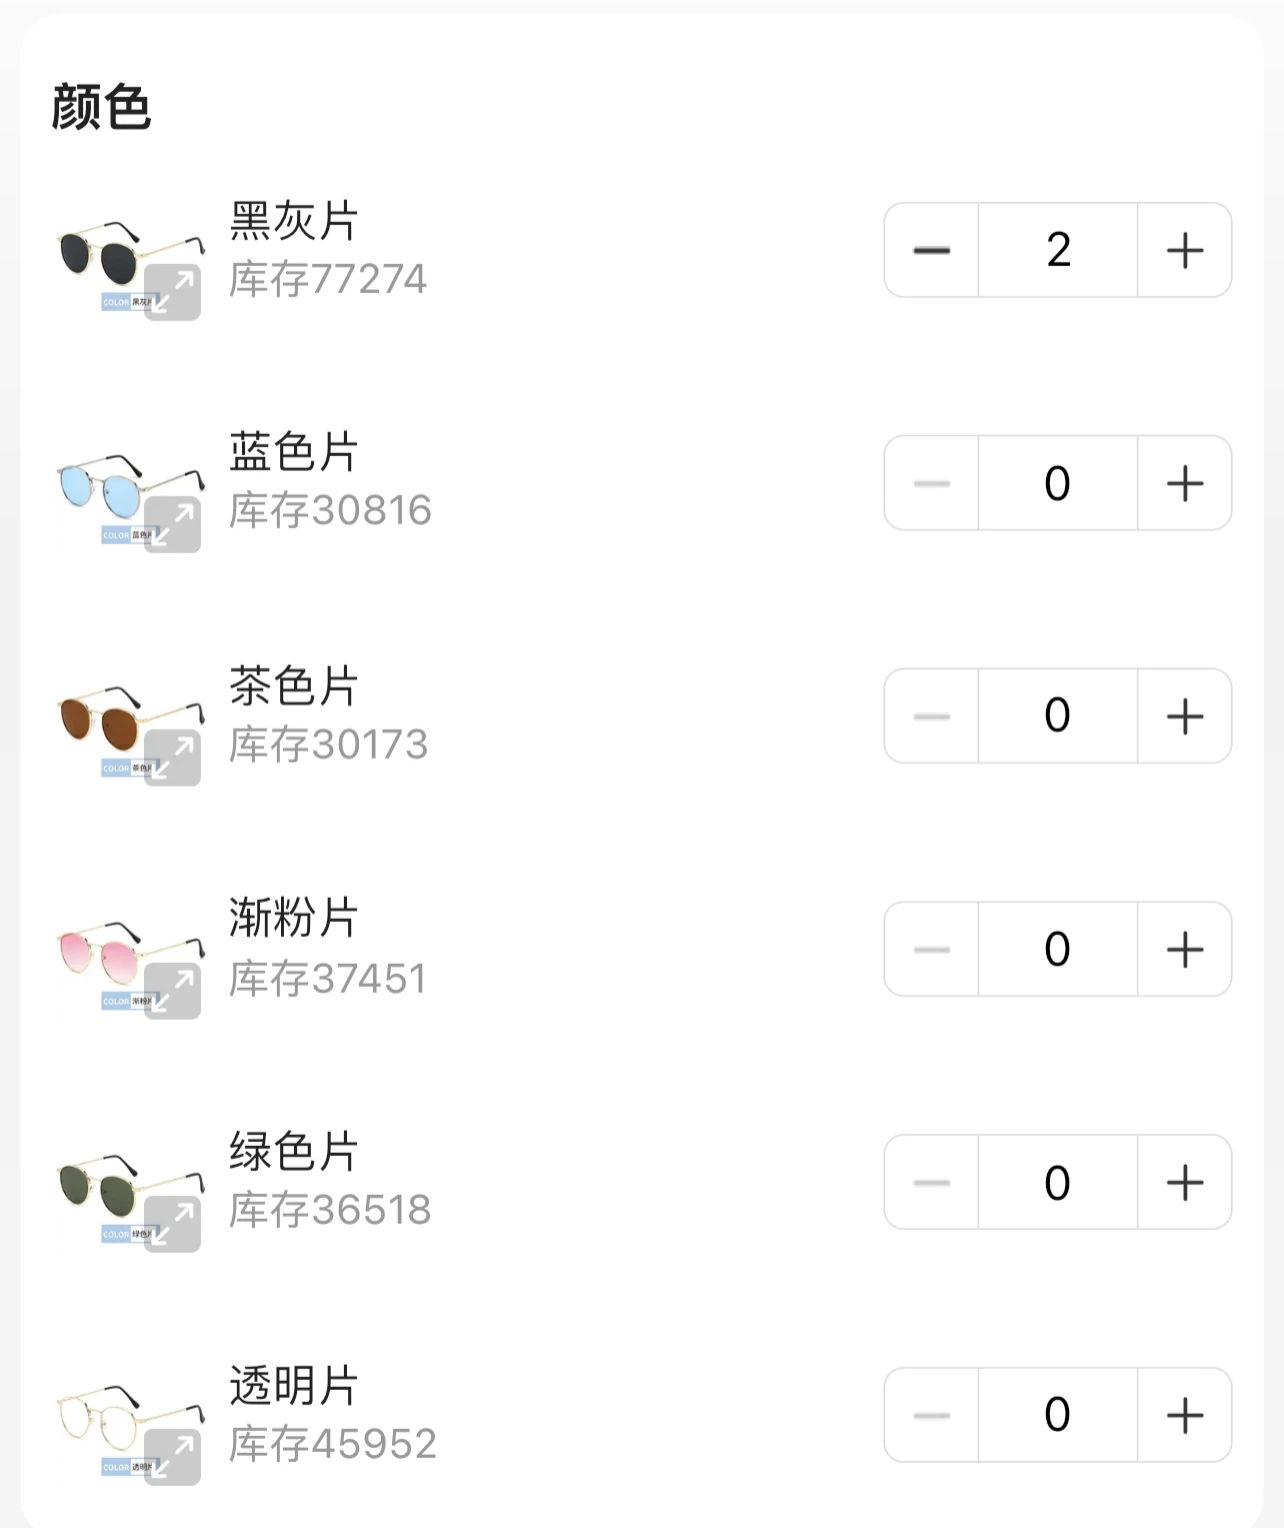 颜色
黑灰片
库存77274
2
COLOR 黑灰片
蓝色片
库存30816
0
COLOR 蓝色片
茶色片
库存30173
0
COLOR 茶色片
渐粉片
库存37451
0
COLOR 渐粉片
绿色片
库存36518
0
COLOR 绿色片
透明片
库存45952
0
COLOR 透明片